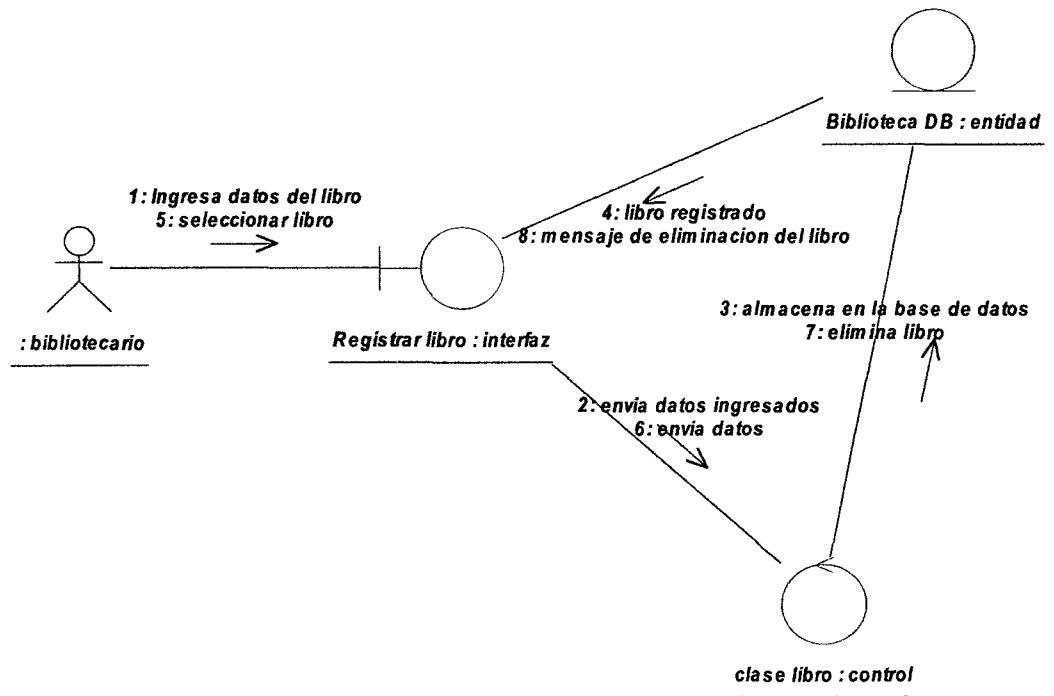 Biblioteca DB : entidad
1: Ingresa datos del libro
5: seleccionar libro
4: libro registrado
8: mensaje de eliminacion del libro
3: almacena en la base de datos
7: elimina libro
: bibliotecario
Registrar libro : interfaz
2: envia datos ingresados
6: envia datos
clase libro : control